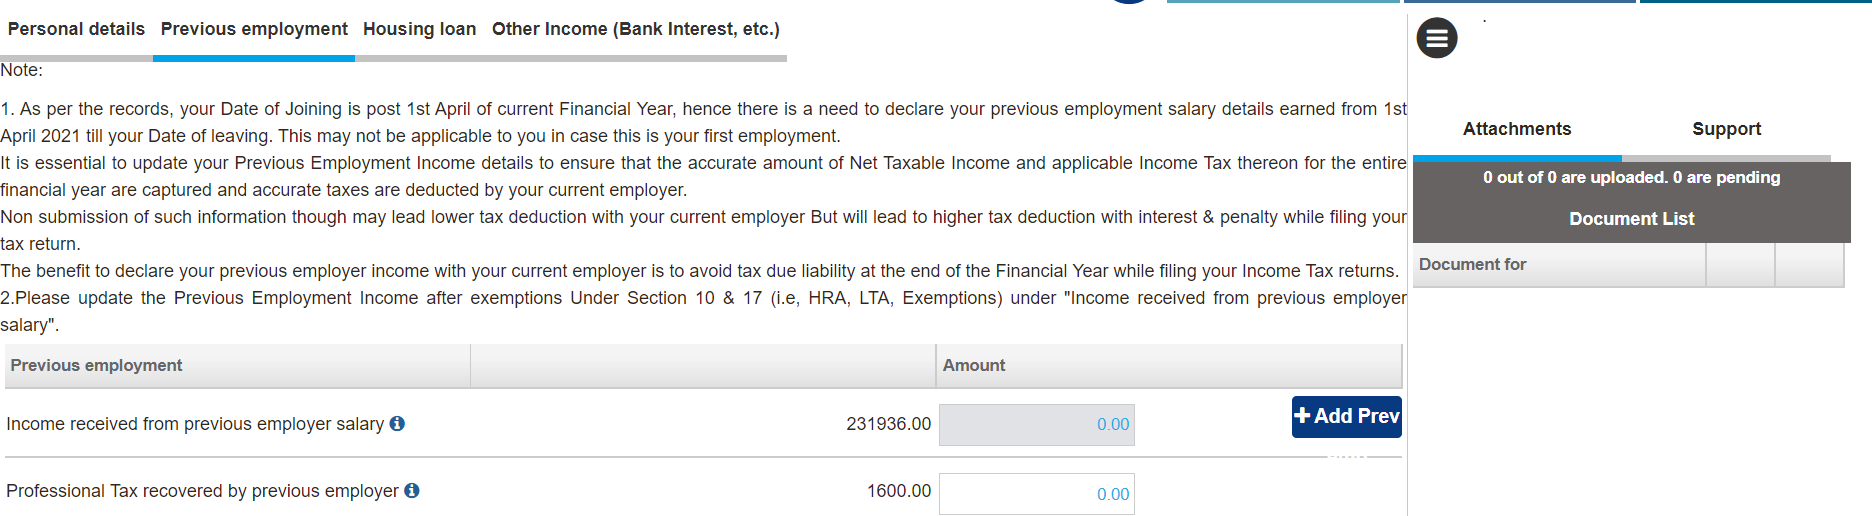 Personal details Previous employment Housing loan Other Income (Bank Interest, etc.)
Note:
1. As per the records, your Date of Joining is post 1st April of current Financial Year, hence there is a need to declare your previous employment salary details earned from 1st
April 2021 till your Date of leaving. This may not be applicable to you in case this is your first employment.
It is essential to update your Previous Employment Income details to ensure that the accurate amount of Net Taxable Income and applicable Income Tax thereon for the entire
financial year are captured and accurate taxes are deducted by your current employer.
Non submission of such information though may lead lower tax deduction with your current employer But will lead to higher tax deduction with interest & penalty while filing your
tax return.
The benefit to declare your previous employer income with your current employer is to avoid tax due liability at the end of the Financial Year while filing your Income Tax returns.
2.Please update the Previous Employment Income after exemptions Under Section 10 & 17 (i.e, HRA, LTA, Exemptions) under "Income received from previous employer
salary".
Previous employment Amount
Income received from previous employer salary 231936.00 0.00 + Add Prev
Professional Tax recovered by previous employer 1600.00 0.00
Attachments Support
0 out of 0 are uploaded. 0 are pending
Document List
Document for